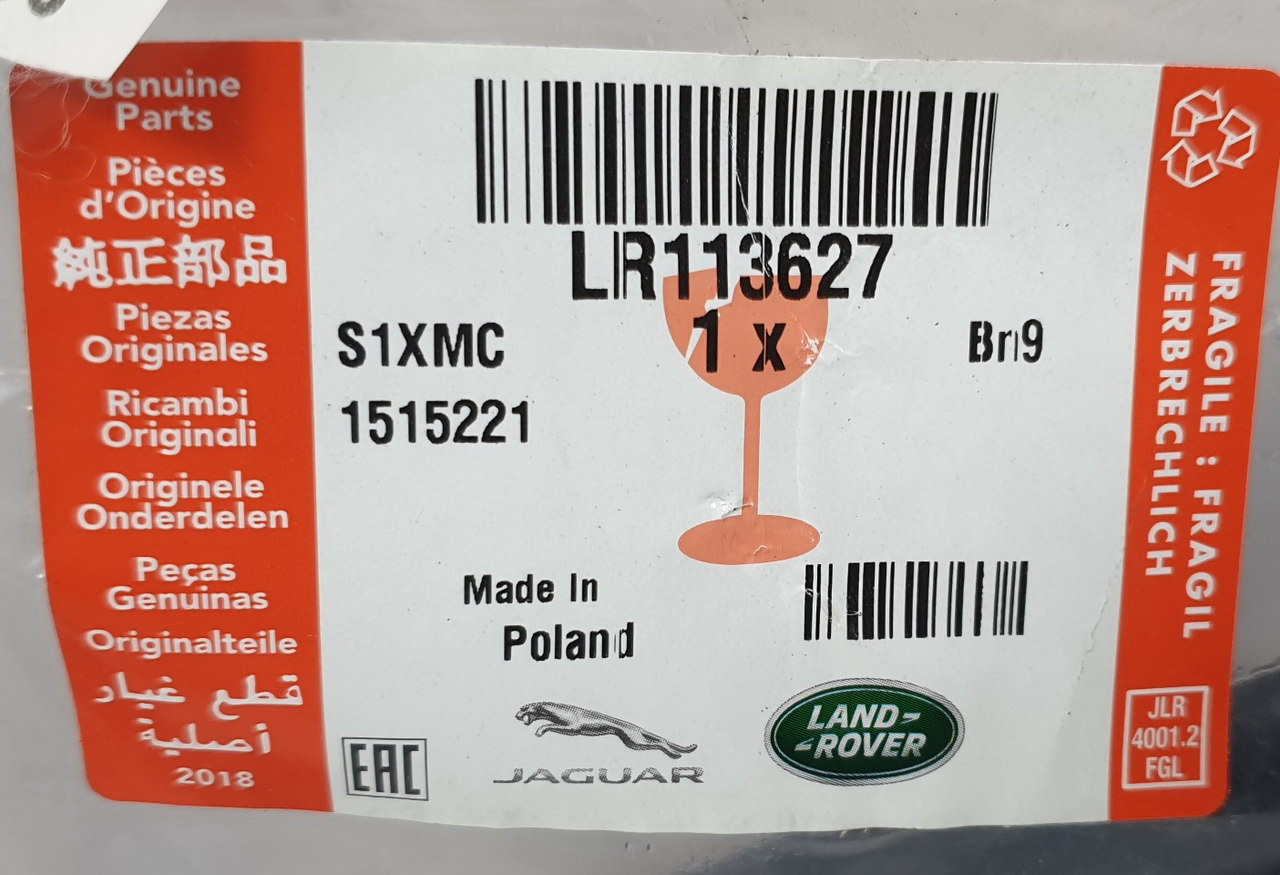 Genuine
Parts
Pièces
d'Origine
純正部品
Piezas
Originales
Ricambi
Originali
Originele
Onderdelen
Peças
Genuinas
Originalteile
قطع غيار
أصلية
2018
LR113627
S1XMC
1 x
1515221
Made In
Poland
EAC
JAGUAR
LAND-
-ROVER
FRAGILE : FRAGIL
ZERBRECHLICH
JLR
4001.2
FGL